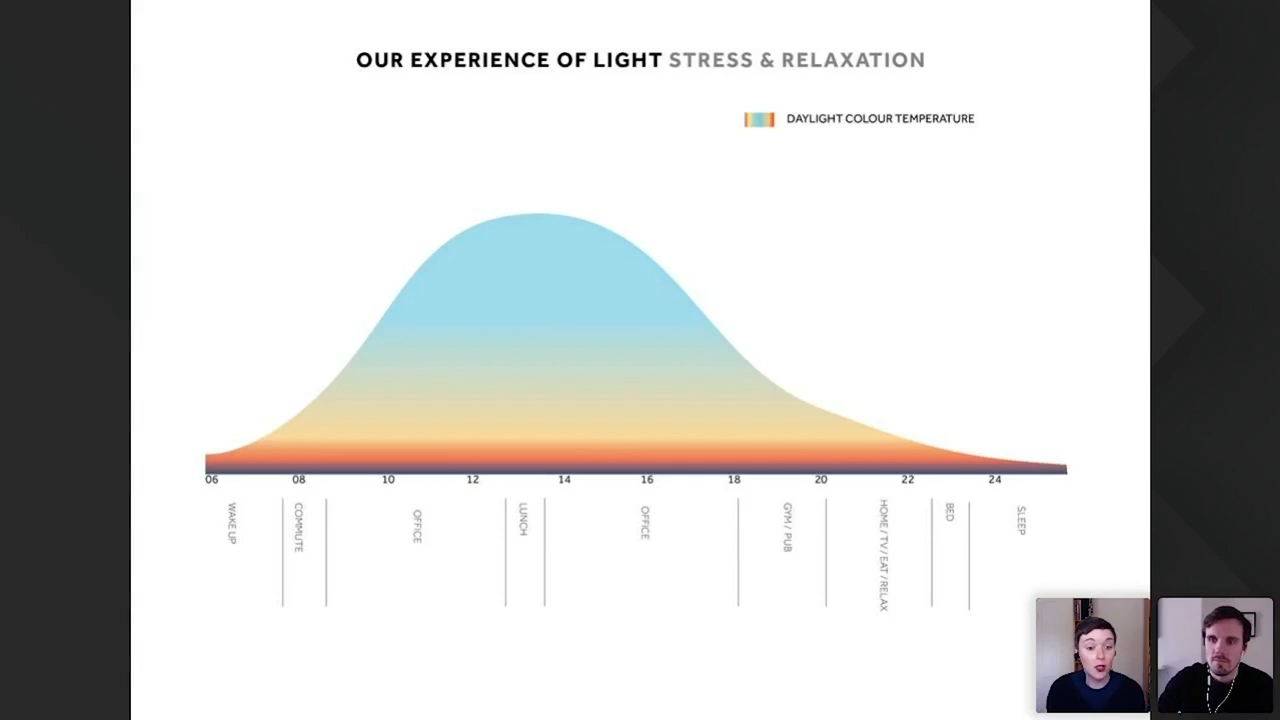 OUR EXPERIENCE OF LIGHT STRESS & RELAXATION
DAYLIGHT COLOUR TEMPERATURE
06 08 10 12 14 16 18 20 22 24
WAKE UP
COMMUTE
OFFICE
LUNCH
OFFICE
GYM / PUB
HOME / TV / EAT / RELAX
BED
SLEEP